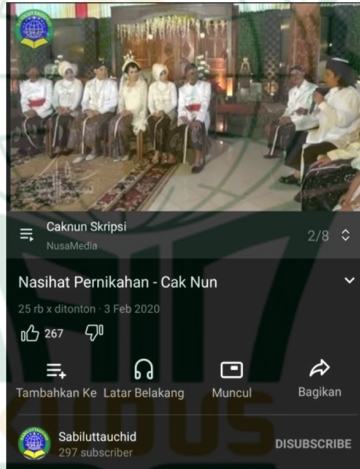 Caknun Skripsi
NusaMedia
2/8
Nasihat Pernikahan - Cak Nun
25 rb x ditonton · 3 Feb 2020
267
Tambahkan Ke Latar Belakang Muncul Bagikan
Sabiluttauchid
297 subscriber
DISUBSCRIBE
KUDUS